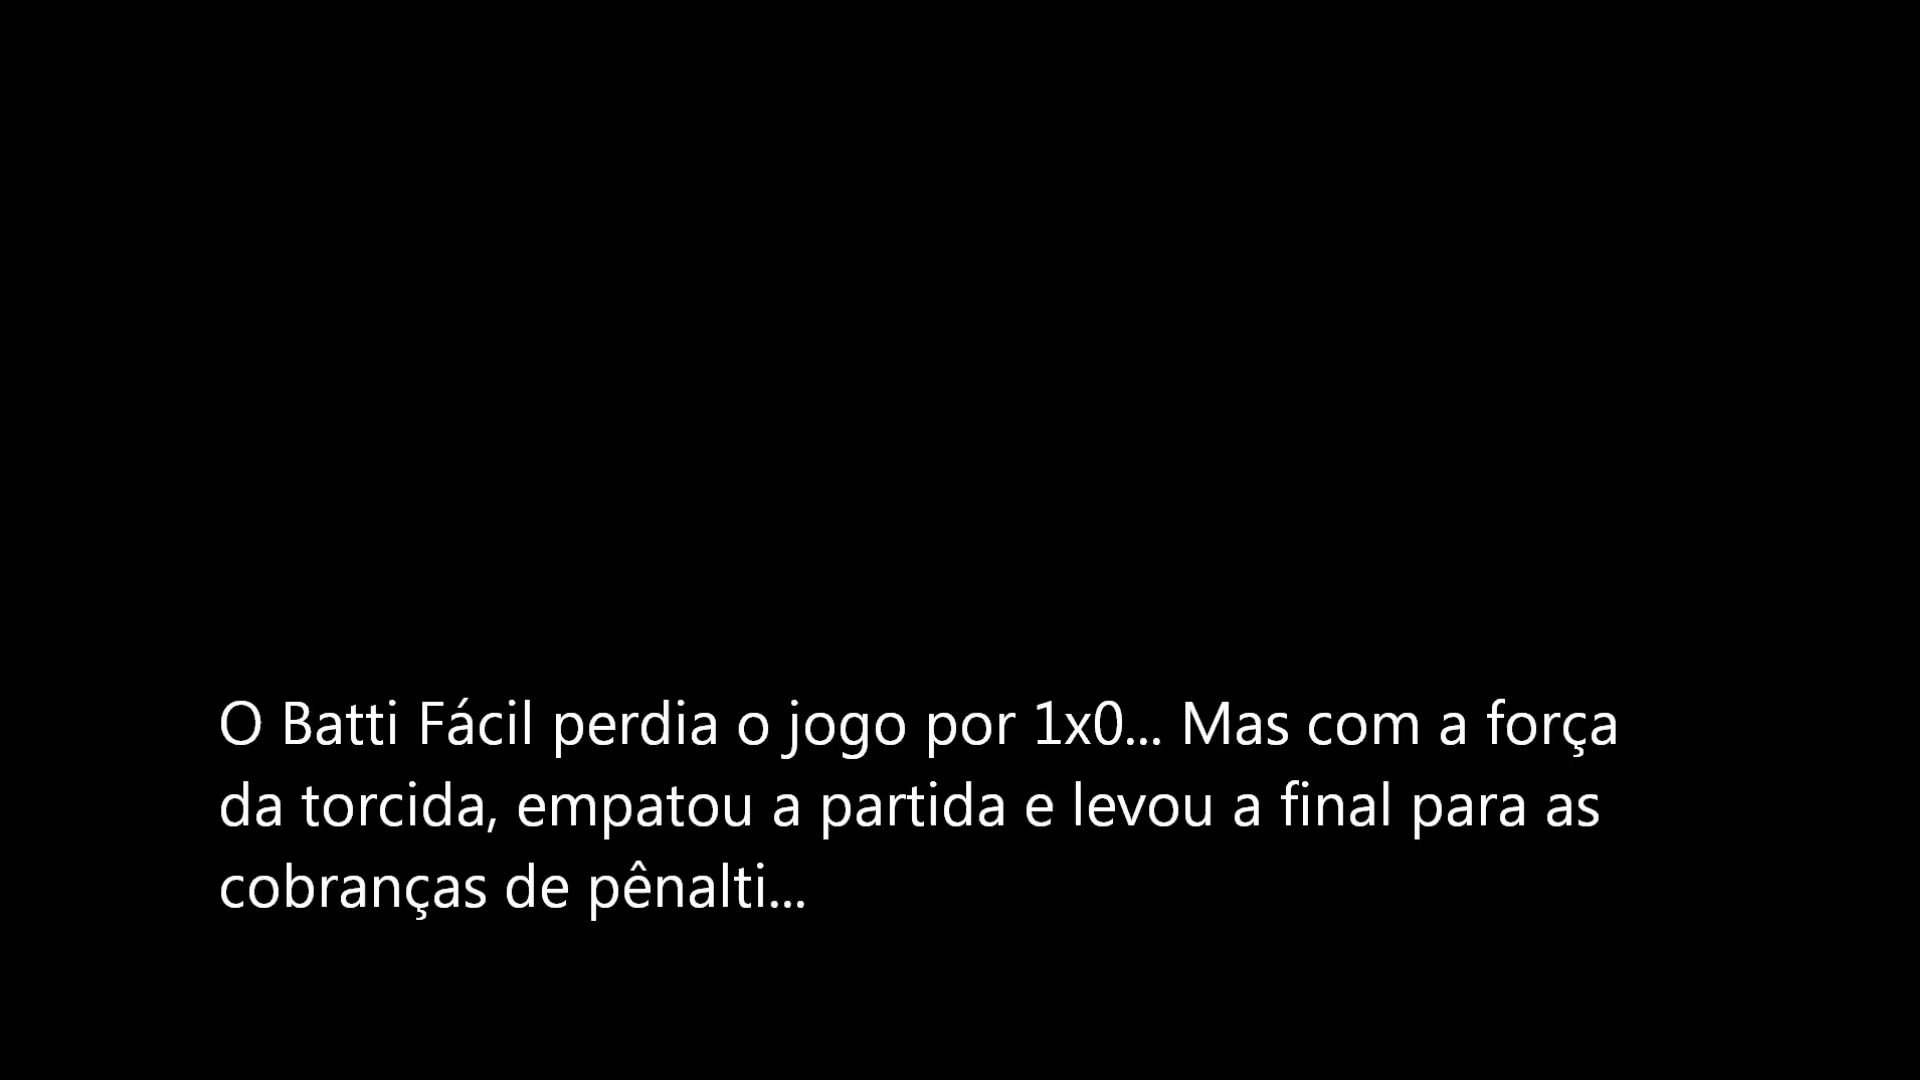 O Batti Fácil perdia o jogo por 1x0... Mas com a força
da torcida, empatou a partida e levou a final para as
cobranças de pênalti...